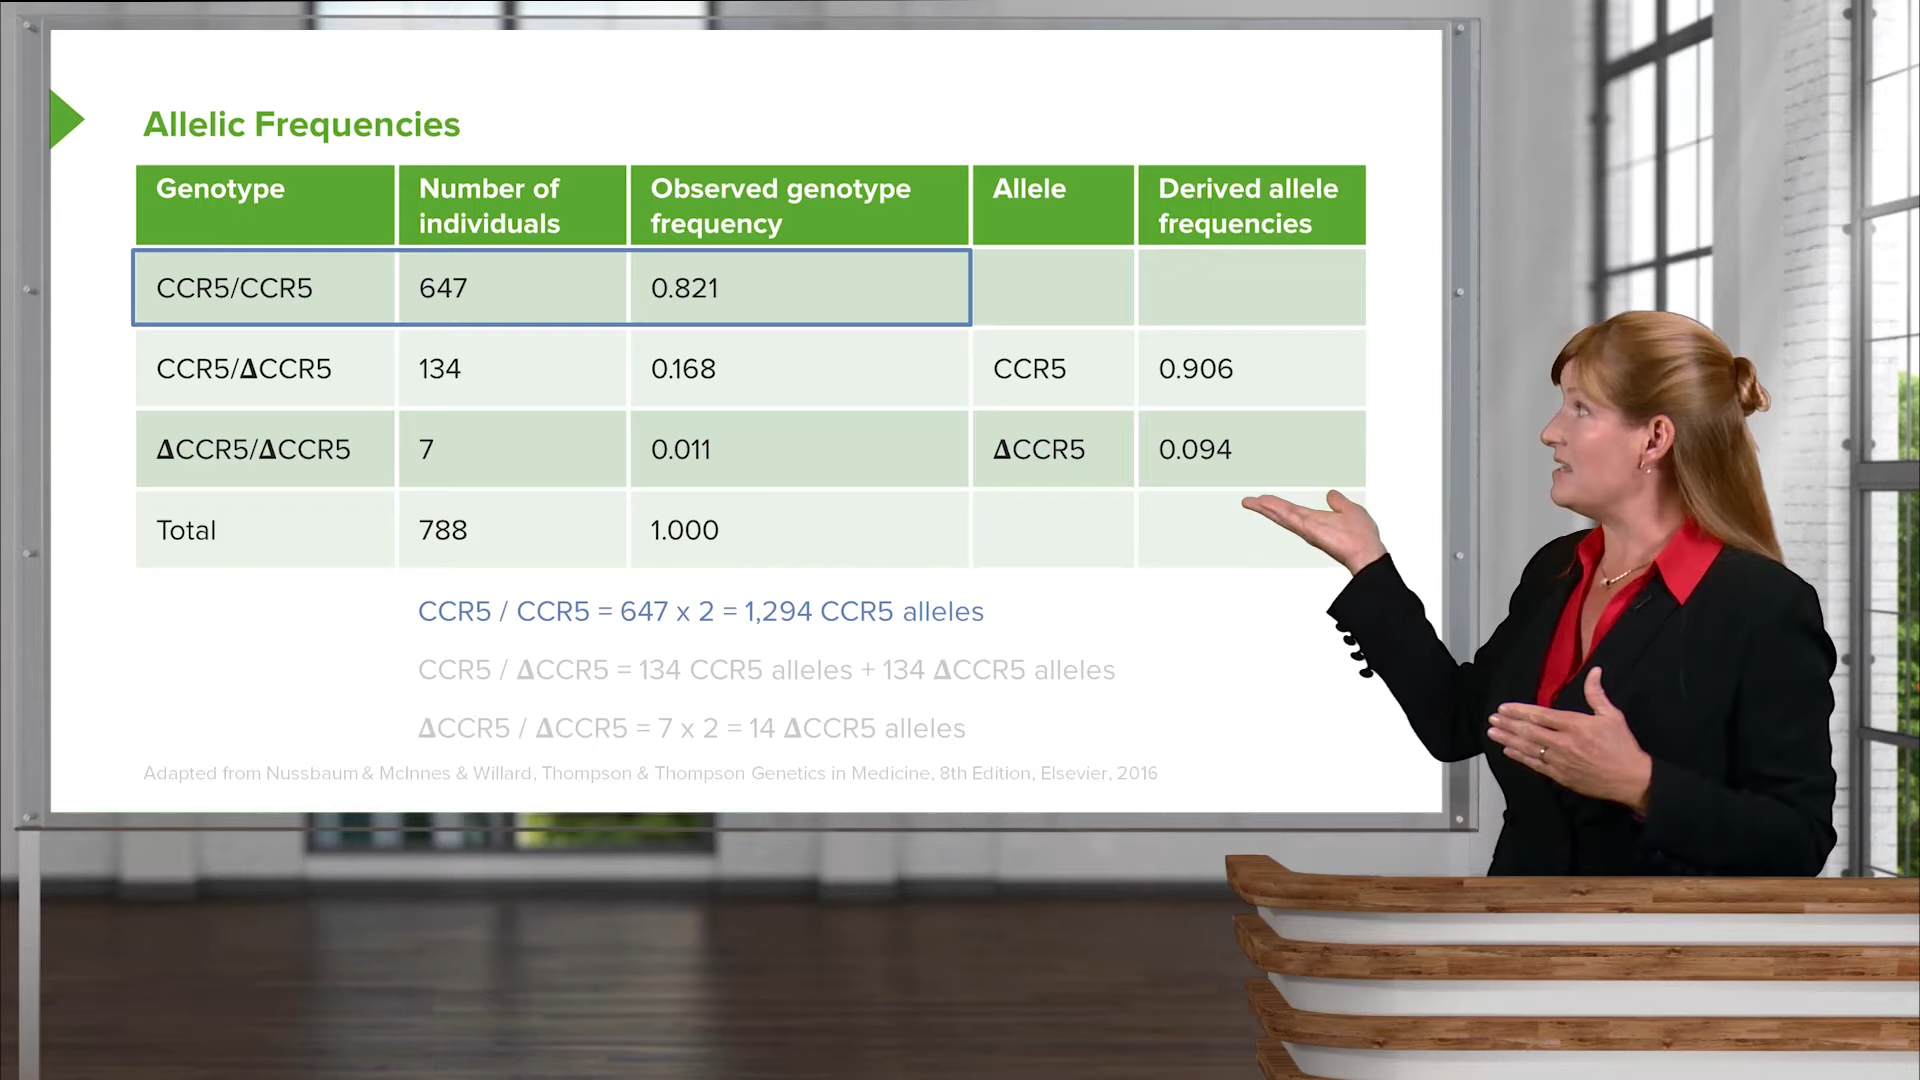 Allelic Frequencies
Genotype
Number of
individuals
Observed genotype
frequency
Allele
Derived allele
frequencies
CCR5/CCR5 647 0.821
CCR5/ΔCCR5 134 0.168 CCR5 0.906
ΔCCR5/ΔCCR5 7 0.011 ΔCCR5 0.094
Total 788 1.000
CCR5 / CCR5 = 647 x 2 = 1,294 CCR5 alleles
CCR5 / ΔCCR5 = 134 CCR5 alleles + 134 ΔCCR5 alleles
ΔCCR5 / ΔCCR5 = 7 x 2 = 14 ΔCCR5 alleles
Adapted from Nussbaum & McInnes & Willard, Thompson & Thompson Genetics in Medicine, 8th Edition, Elsevier, 2016